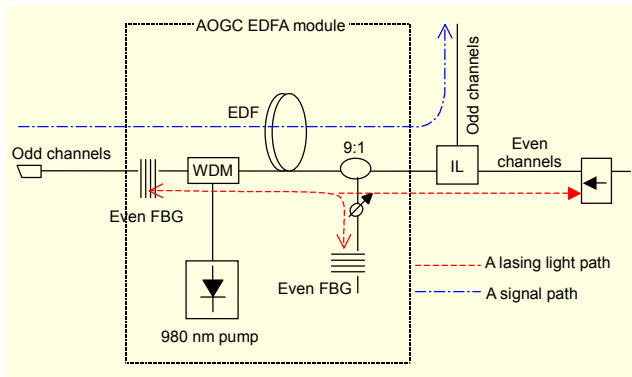 AOGC EDFA module
EDF
Odd channels
9:1
Even
channels
Odd channels
WDM
IL
Even FBG
Even FBG
980 nm pump
A lasing light path
A signal path